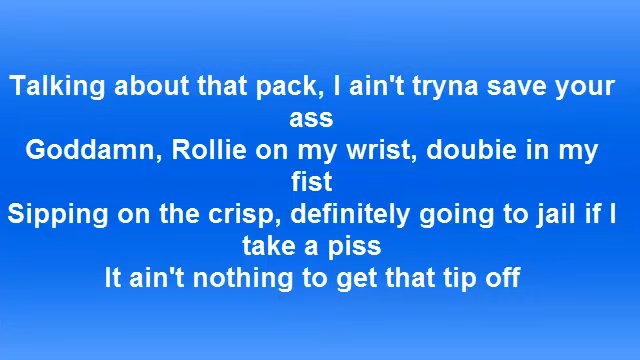 Talking about that pack, I ain't tryna save your
ass
Goddamn, Rollie on my wrist, doubie in my
fist
Sipping on the crisp, definitely going to jail if I
take a piss
It ain't nothing to get that tip off